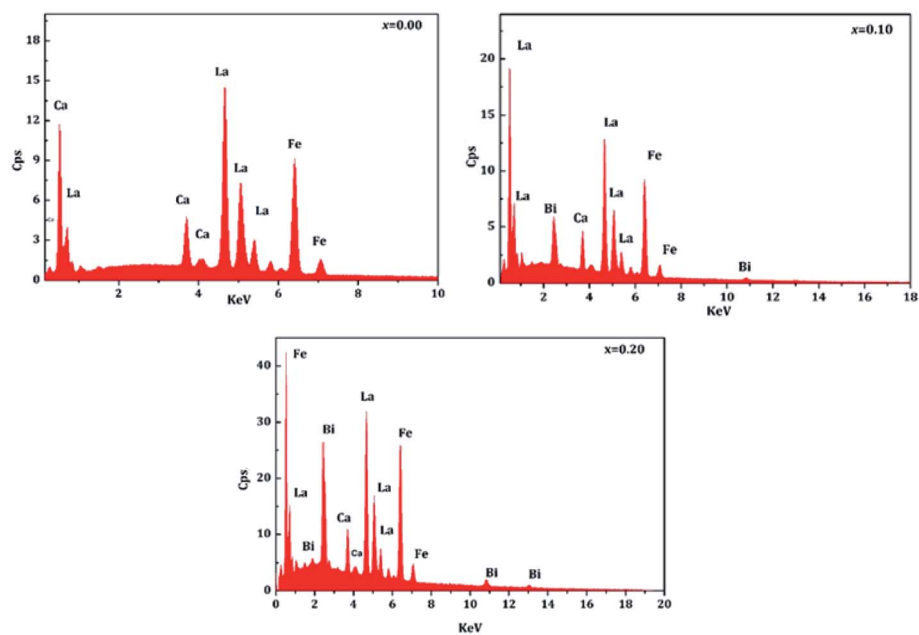 x=0.00
18
15
12
9
6
3
0
Cps
Ca
La
Ca
Ca
La
La
La
Fe
Fe
2
4
6
8
10
KeV
x=0.10
20
15
10
5
0
Cps
La
La
Bi
Ca
La
La
La
Fe
Fe
Bi
2
4
6
8
10
12
14
16
18
KeV
x=0.20
40
30
20
10
0
Cps
Fe
La
Bi
Bi
Ca
Ca
La
La
La
Fe
Fe
Bi
Bi
0
2
4
6
8
10
12
14
16
18
20
KeV